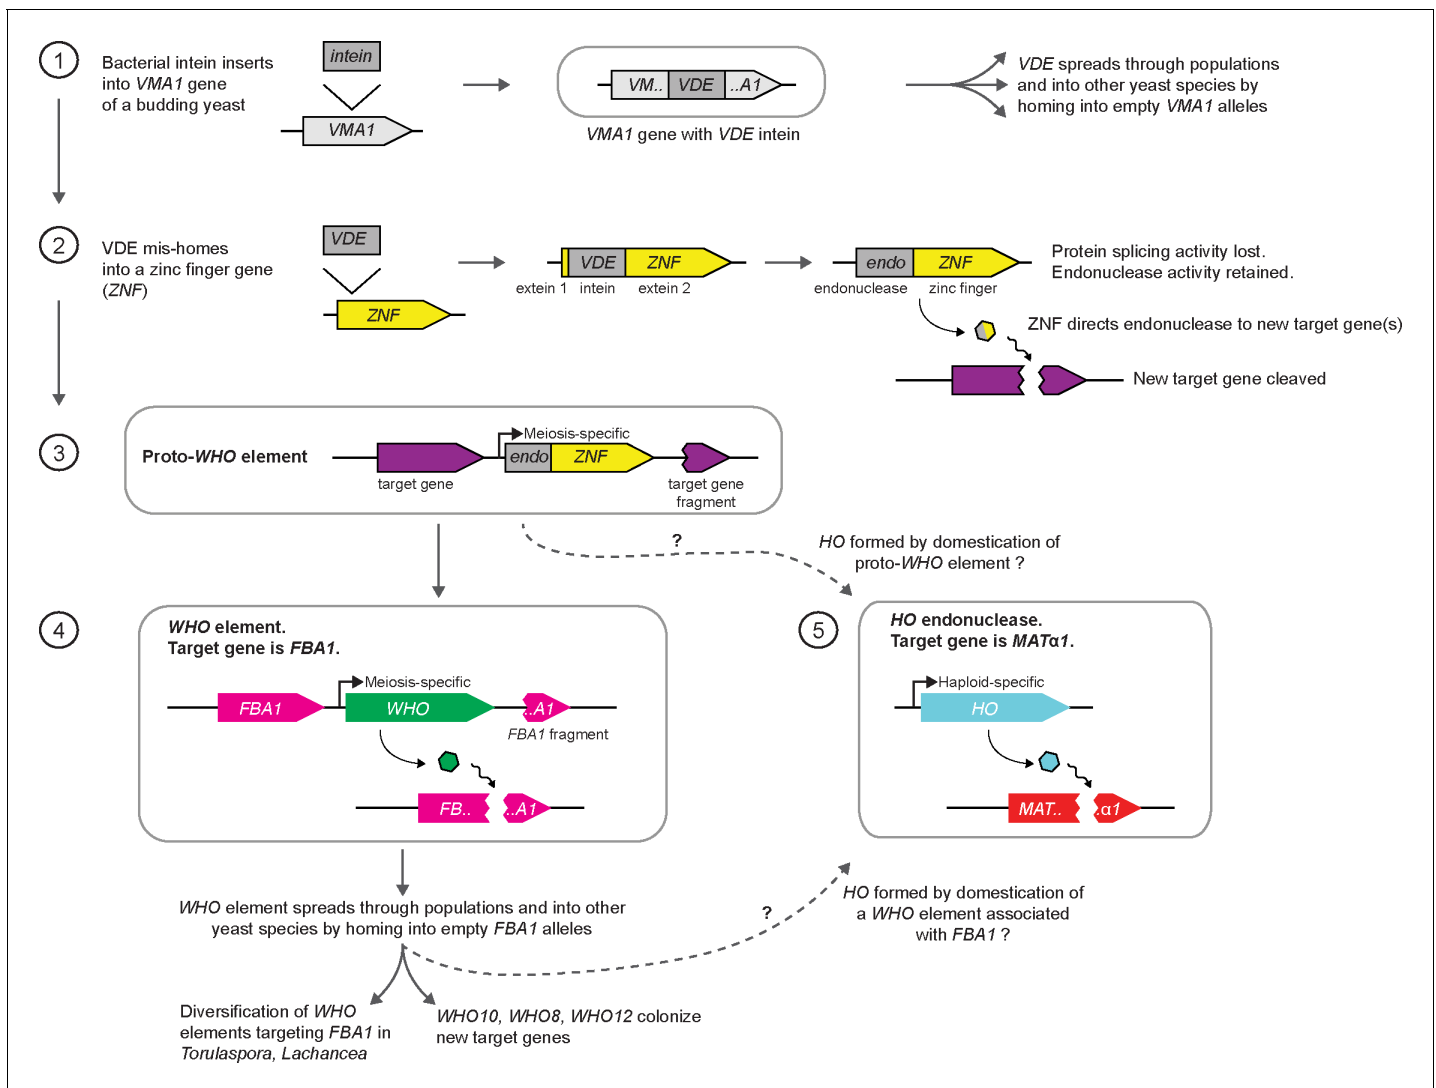 1
Bacterial intein inserts
into VMA1 gene
of a budding yeast
intein
VMA1
VM.. VDE ..A1
VMA1 gene with VDE intein
VDE spreads through populations
and into other yeast species by
homing into empty VMA1 alleles
2
VDE mis-homes
into a zinc finger gene
(ZNF)
VDE
ZNF
VDE ZNF
extein 1 intein extein 2
endo ZNF
endonuclease zinc finger
Protein splicing activity lost.
Endonuclease activity retained.
ZNF directs endonuclease to new target gene(s)
New target gene cleaved
3
Proto-WHO element
Meiosis-specific
endo ZNF
target gene
target gene
fragment
?
HO formed by domestication of
proto-WHO element ?
4
WHO element.
Target gene is FBA1.
Meiosis-specific
FBA1 WHO ..A1
FBA1 fragment
FB.. ..A1
5
HO endonuclease.
Target gene is MATα1.
Haploid-specific
HO
MAT.. .α1
WHO element spreads through populations and into other
yeast species by homing into empty FBA1 alleles
?
HO formed by domestication of
a WHO element associated
with FBA1 ?
Diversification of WHO
elements targeting FBA1 in
Torulaspora, Lachancea
WHO10, WHO8, WHO12 colonize
new target genes